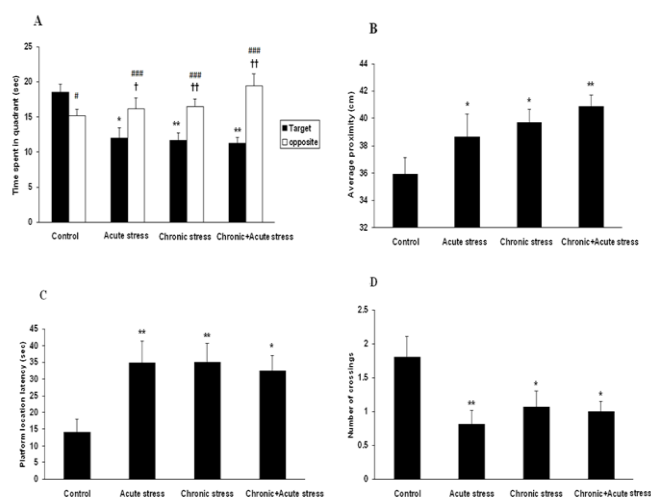 A
Time spent in quadrant (sec)
25
20
15
10
5
0
#
*
###
†
**
###
††
**
###
††
Control
Acute stress
Chronic stress
Chronic+Acute stress
Target
opposite
B
Average proximity (cm)
44
42
40
38
36
34
32
*
*
**
Control
Acute stress
Chronic stress
Chronic+Acute stress
C
Platform location latency (sec)
45
40
35
30
25
20
15
10
5
0
**
**
*
Control
Acute stress
Chronic stress
Chronic+Acute stress
D
Number of crossings
2.5
2
1.5
1
0.5
0
**
*
*
Control
Acute stress
Chronic stress
Chronic+Acute stress